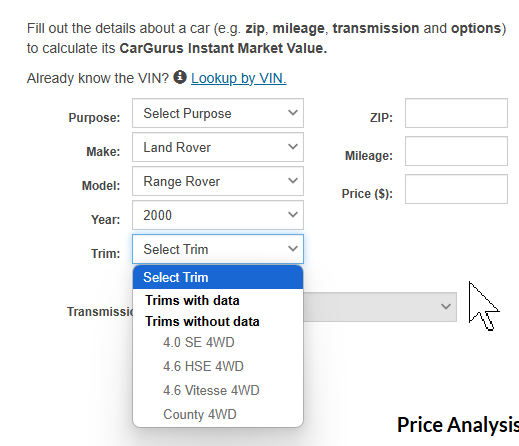 Fill out the details about a car (e.g. zip, mileage, transmission and options)
to calculate its CarGurus Instant Market Value.
Already know the VIN? Lookup by VIN.
Purpose: Select Purpose
ZIP:
Make: Land Rover
Mileage:
Model: Range Rover
Price ($):
Year: 2000
Trim: Select Trim
Select Trim
Trims with data
Trims without data
4.0 SE 4WD
4.6 HSE 4WD
4.6 Vitesse 4WD
County 4WD
Transmissi
Price Analysis